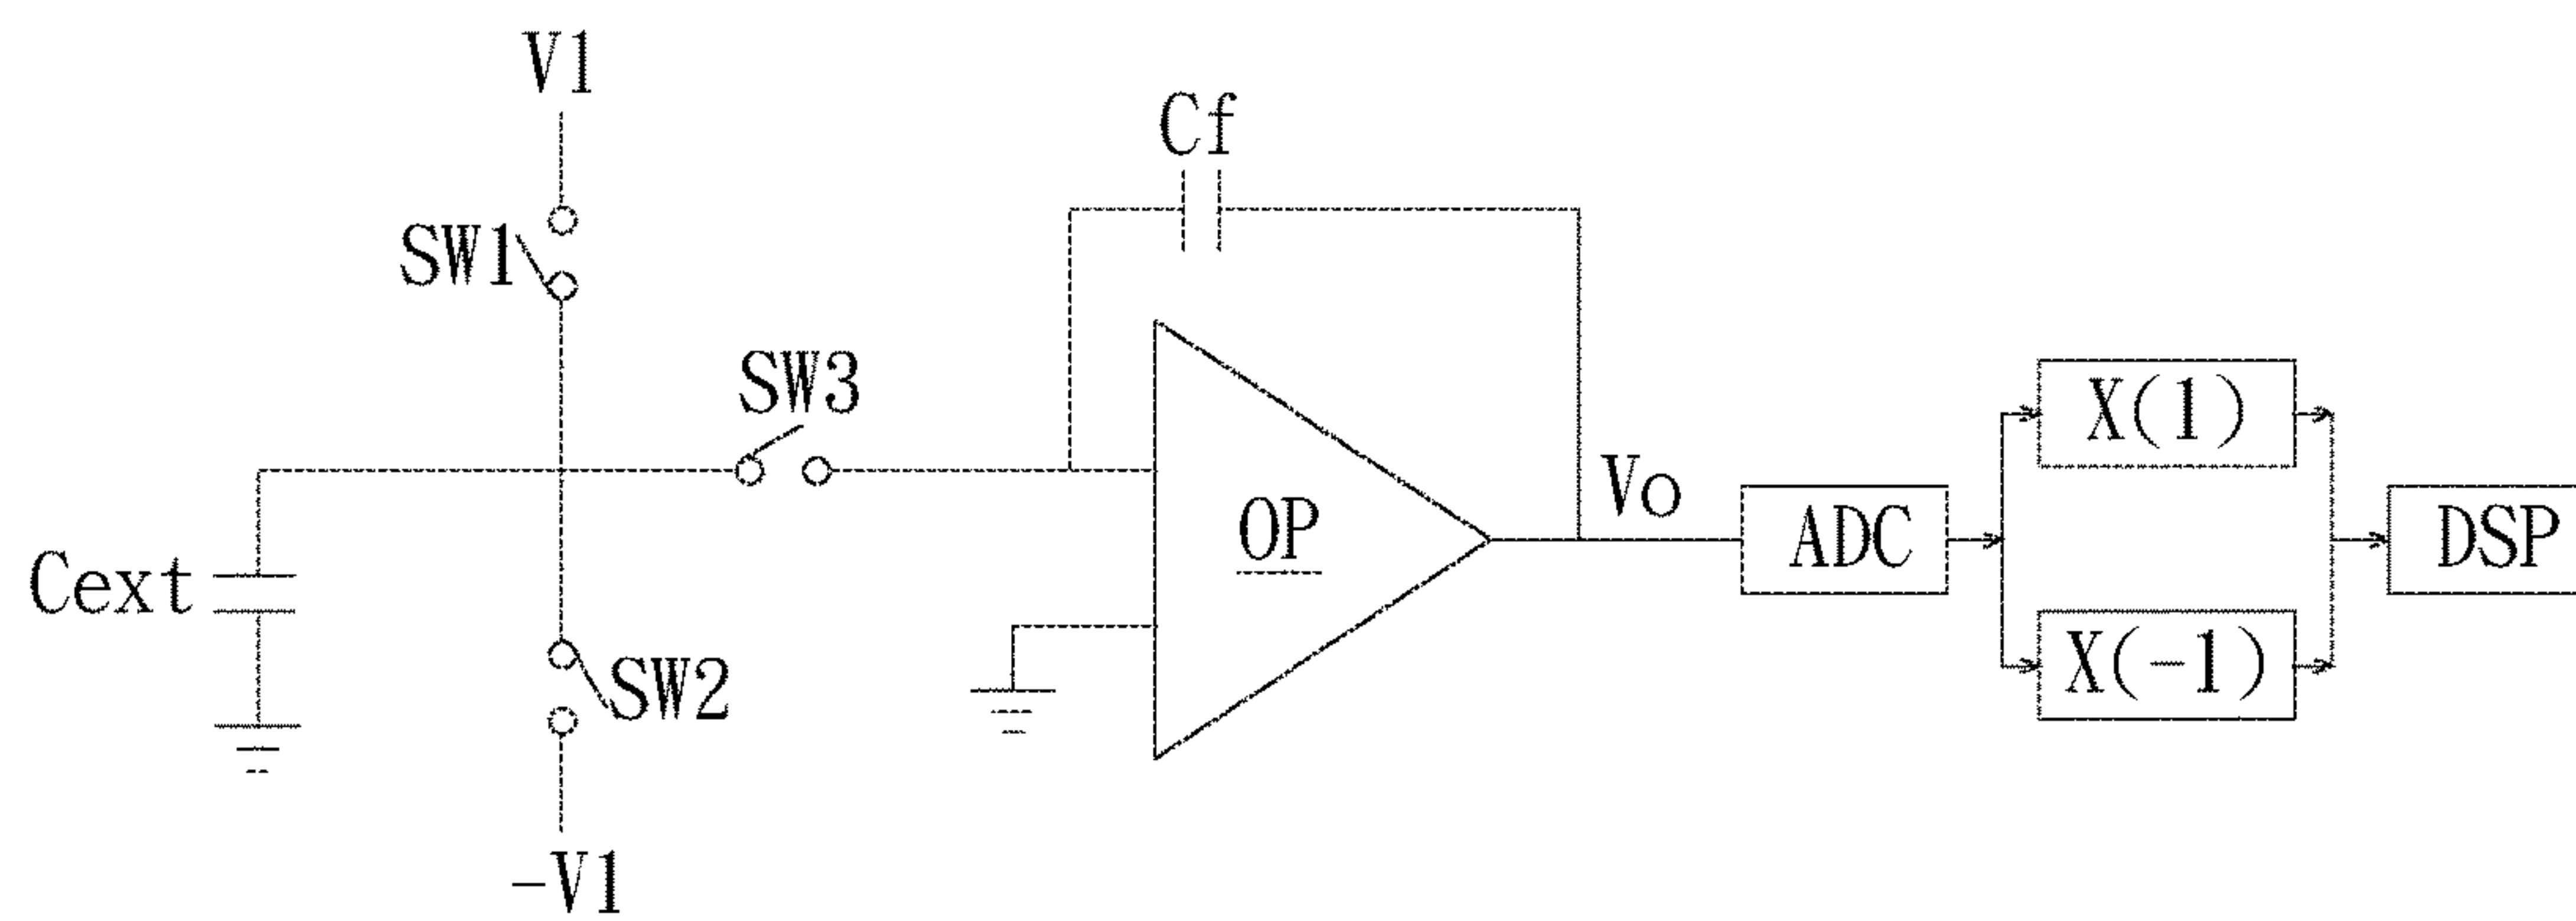 V1
Cf
SW1
SW3
X(1)
Vo
OP
ADC
DSP
Cext
SW2
X(-1)
-V1